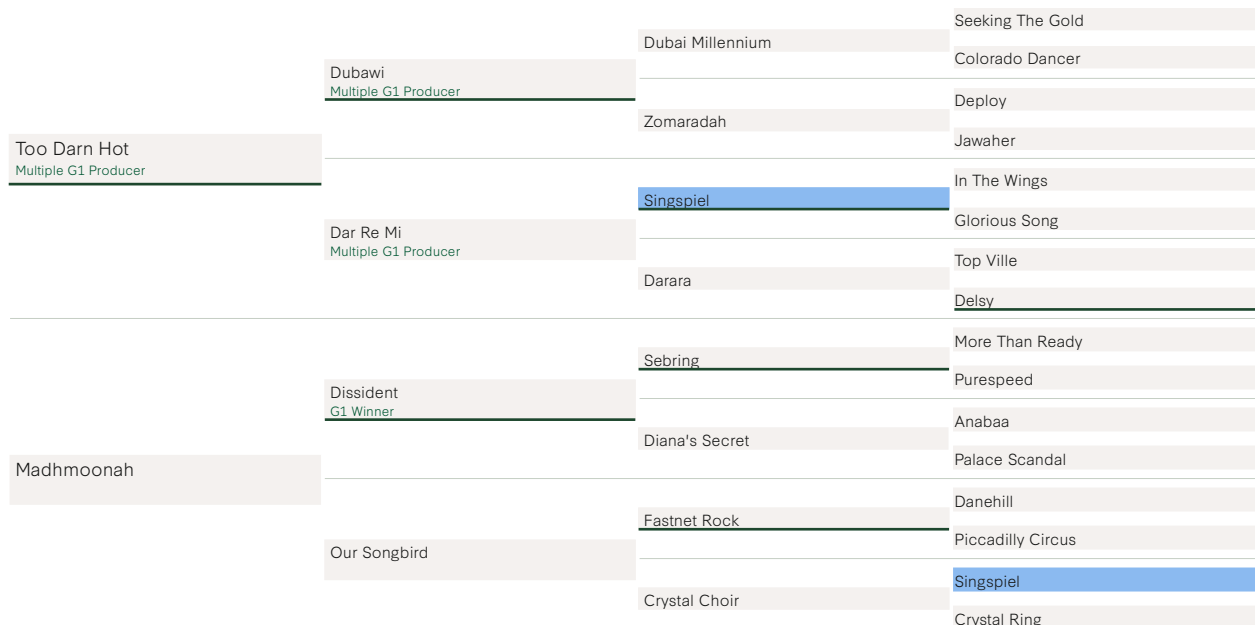 Too Darn Hot
Multiple G1 Producer
Madhmoonah
Dubawi
Multiple G1 Producer
Dar Re Mi
Multiple G1 Producer
Dissident
G1 Winner
Our Songbird
Dubai Millennium
Zomaradah
Singspiel
Darara
Sebring
Diana's Secret
Fastnet Rock
Crystal Choir
Seeking The Gold
Colorado Dancer
Deploy
Jawaher
In The Wings
Glorious Song
Top Ville
Delsy
More Than Ready
Purespeed
Anabaa
Palace Scandal
Danehill
Piccadilly Circus
Singspiel
Crystal Ring